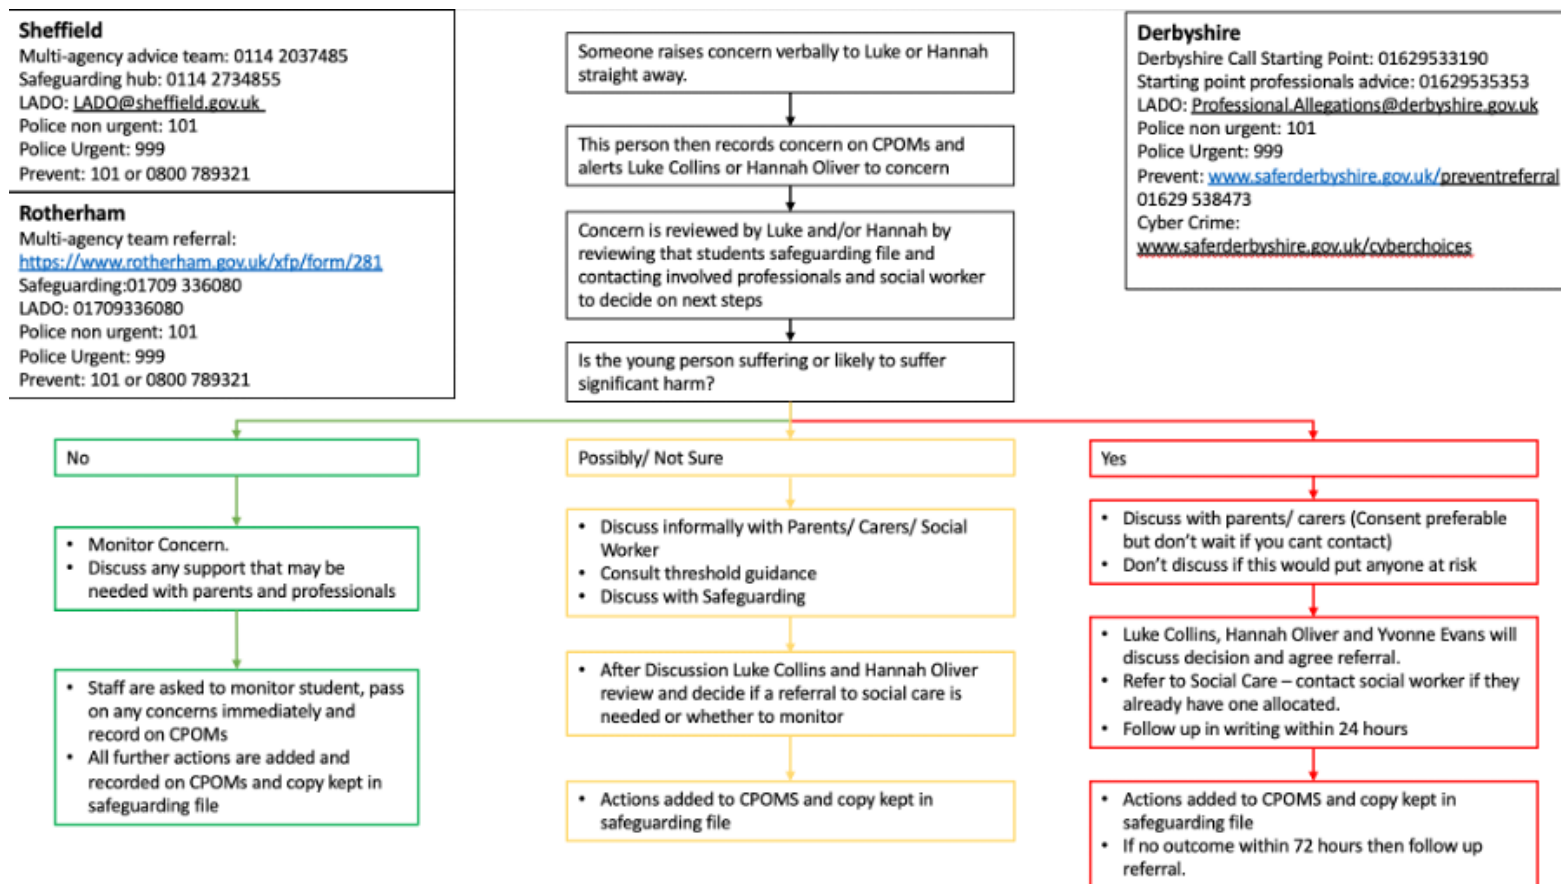 Sheffield
Multi-agency advice team: 0114 2037485
Safeguarding hub: 0114 2734855
LADO: LADO@sheffield.gov.uk
Police non urgent: 101
Police Urgent: 999
Prevent: 101 or 0800 789321
Rotherham
Multi-agency team referral:
https://www.rotherham.gov.uk/xfp/form/281
Safeguarding:01709 336080
LADO: 01709336080
Police non urgent: 101
Police Urgent: 999
Prevent: 101 or 0800 789321
Someone raises concern verbally to Luke or Hannah
straight away.
This person then records concern on CPOMs and
alerts Luke Collins or Hannah Oliver to concern
Concern is reviewed by Luke and/or Hannah by
reviewing that students safeguarding file and
contacting involved professionals and social worker
to decide on next steps
Is the young person suffering or likely to suffer
significant harm?
Derbyshire
Derbyshire Call Starting Point: 01629533190
Starting point professionals advice: 01629535353
LADO: Professional.Allegations@derbyshire.gov.uk
Police non urgent: 101
Police Urgent: 999
Prevent: www.saferderbyshire.gov.uk/preventreferral
01629 538473
Cyber Crime:
www.saferderbyshire.gov.uk/cyberchoices
No
• Monitor Concern.
• Discuss any support that may be
needed with parents and professionals
• Staff are asked to monitor student, pass
on any concerns immediately and
record on CPOMs
• All further actions are added and
recorded on CPOMs and copy kept in
safeguarding file
Possibly/ Not Sure
• Discuss informally with Parents/ Carers/ Social
Worker
• Consult threshold guidance
• Discuss with Safeguarding
• After Discussion Luke Collins and Hannah Oliver
review and decide if a referral to social care is
needed or whether to monitor
• Actions added to CPOMS and copy kept in
safeguarding file
Yes
• Discuss with parents/ carers (Consent preferable
but don't wait if you cant contact)
• Don't discuss if this would put anyone at risk
• Luke Collins, Hannah Oliver and Yvonne Evans will
discuss decision and agree referral.
• Refer to Social Care – contact social worker if they
already have one allocated.
• Follow up in writing within 24 hours
• Actions added to CPOMS and copy kept in
safeguarding file
• If no outcome within 72 hours then follow up
referral.